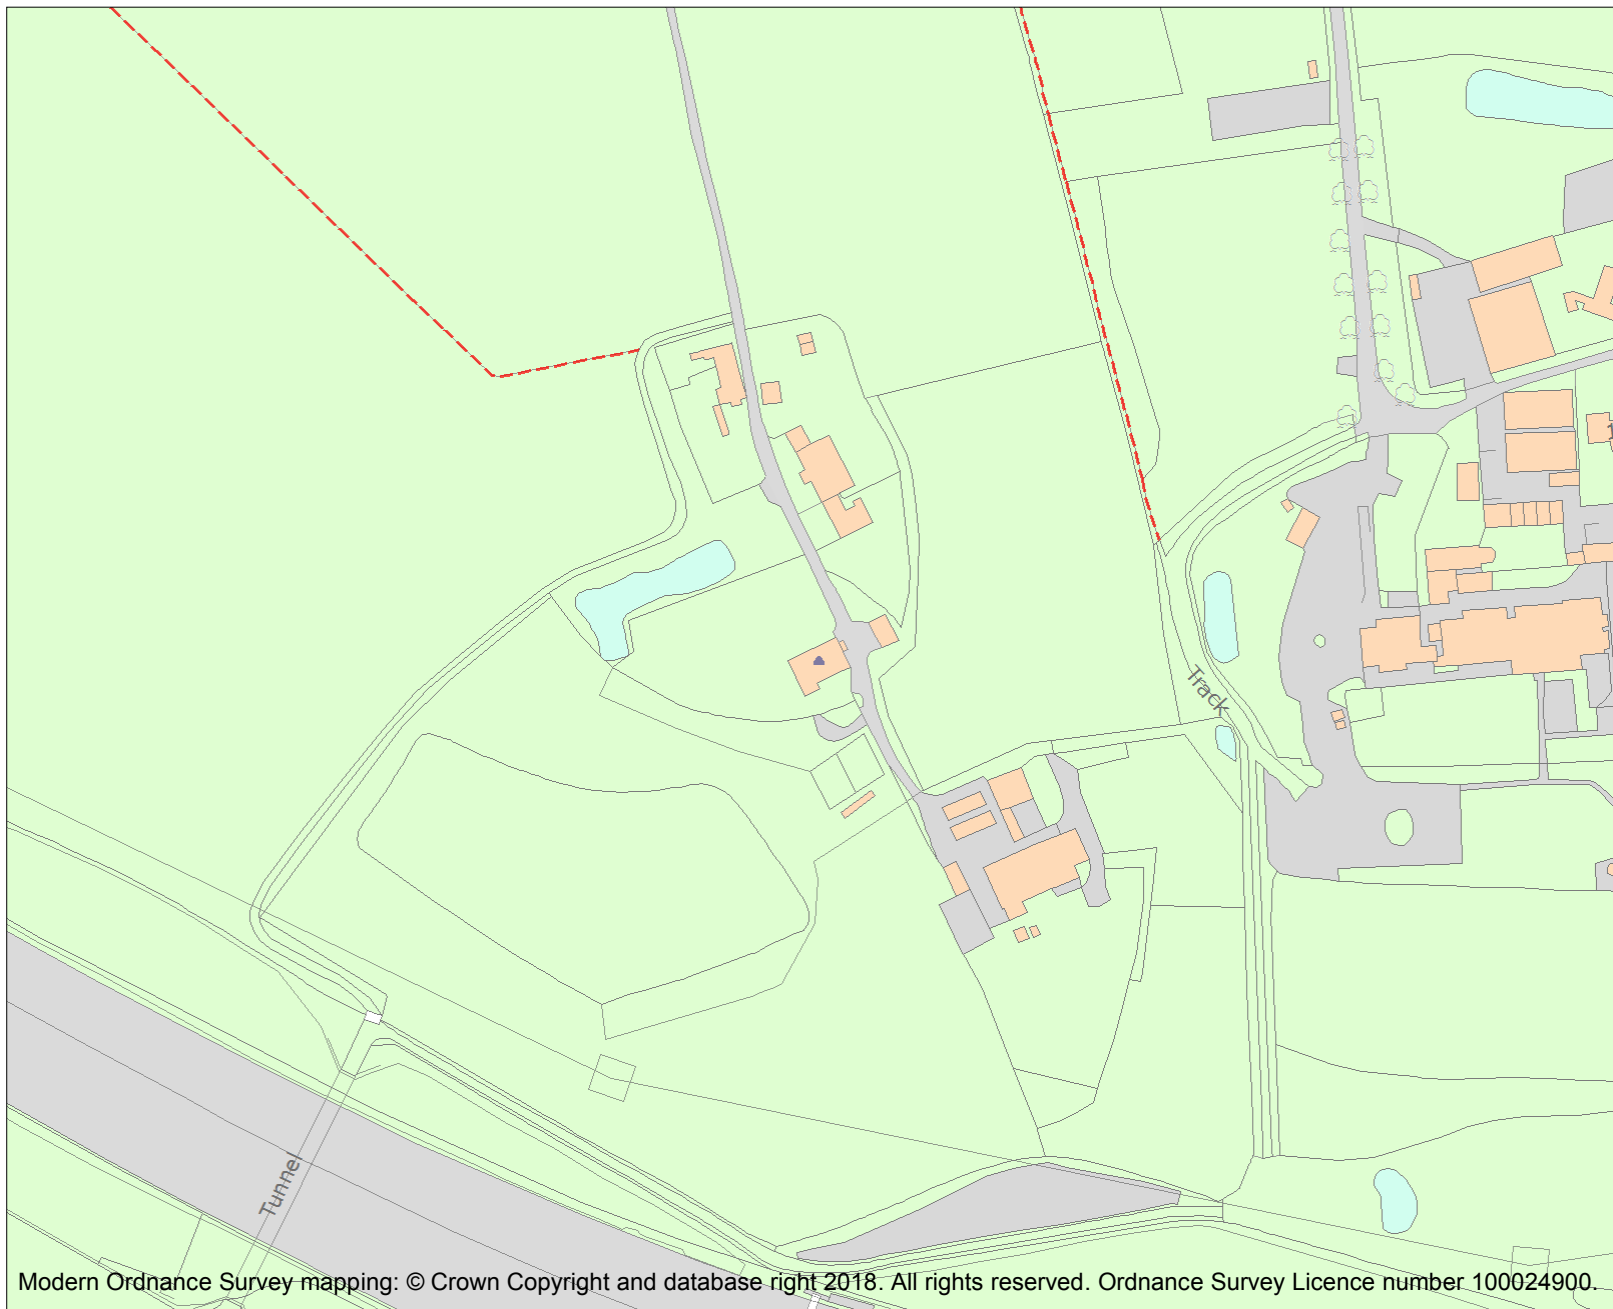 Track
Tunnel
Modern Ordnance Survey mapping: © Crown Copyright and database right 2018. All rights reserved. Ordnance Survey Licence number 100024900.